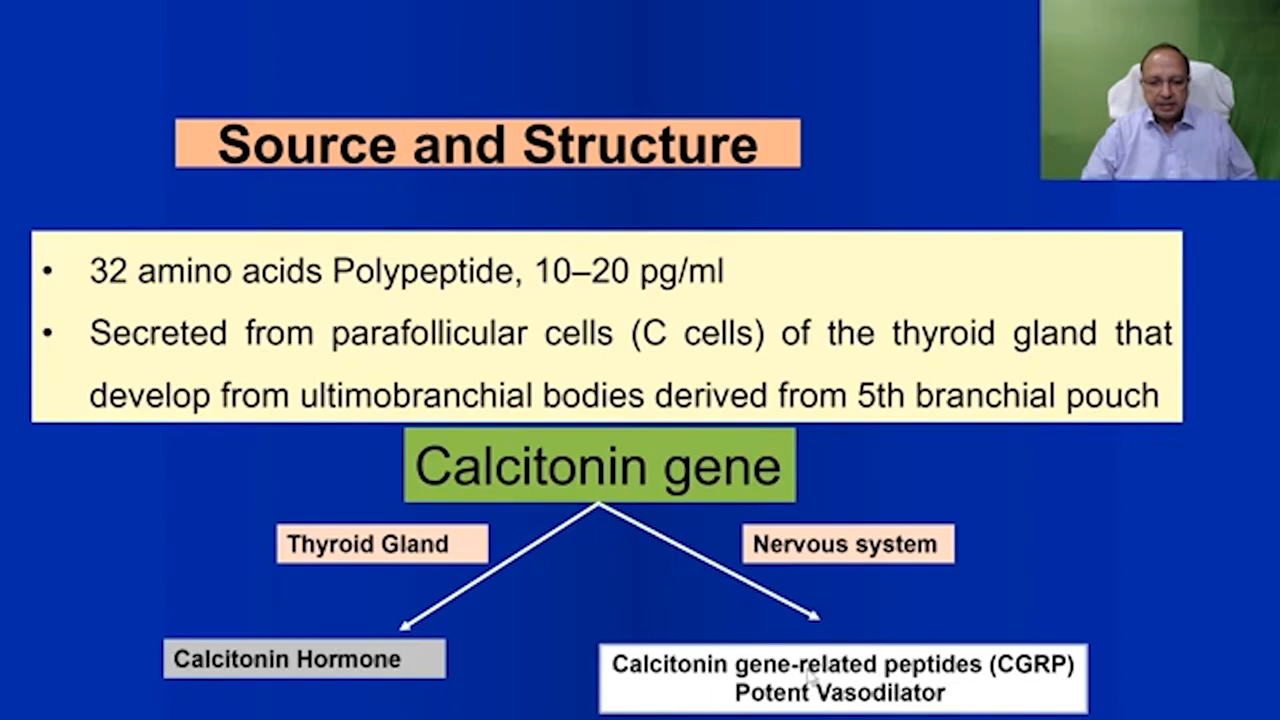 Source and Structure
• 32 amino acids Polypeptide, 10–20 pg/ml
• Secreted from parafollicular cells (C cells) of the thyroid gland that
develop from ultimobranchial bodies derived from 5th branchial pouch
Calcitonin gene
Thyroid Gland
Nervous system
Calcitonin Hormone
Calcitonin gene-related peptides (CGRP)
Potent Vasodilator